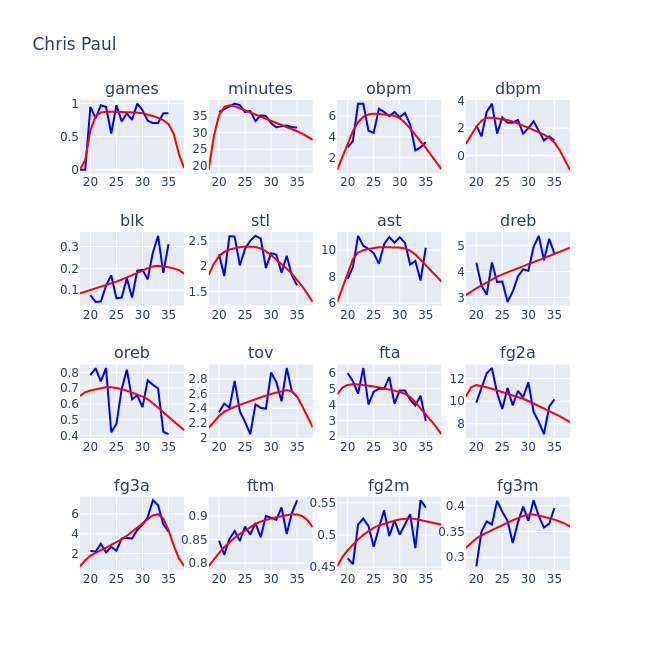 Chris Paul
games minutes obpm dbpm
1 0.5 0 35 30 25 20 6 4 2 4 2 0
20 25 30 35 20 25 30 35 20 25 30 35 20 25 30 35
blk stl ast dreb
0.3 0.2 0.1 2.5 2 1.5 10 8 6 5 4 3
20 25 30 35 20 25 30 35 20 25 30 35 20 25 30 35
oreb tov fta fg2a
0.8 0.7 0.6 0.5 0.4 2.8 2.6 2.4 2.2 2 6 5 4 3 2 12 10 8
20 25 30 35 20 25 30 35 20 25 30 35 20 25 30 35
fg3a ftm fg2m fg3m
6 4 2 0.9 0.85 0.8 0.55 0.5 0.45 0.4 0.35 0.3
20 25 30 35 20 25 30 35 20 25 30 35 20 25 30 35